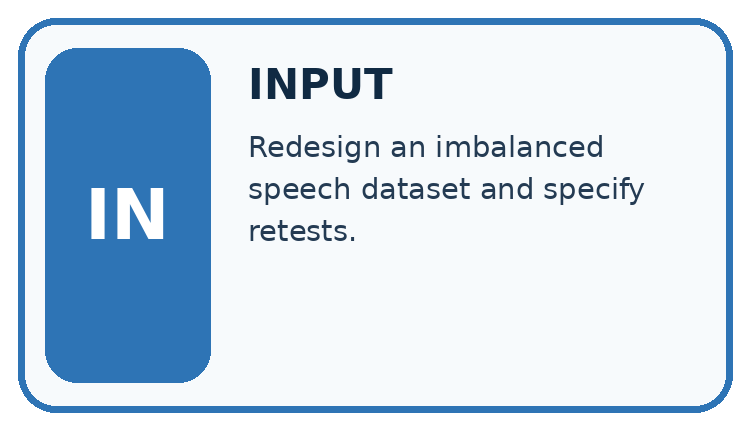 IN
INPUT
Redesign an imbalanced
speech dataset and specify
retests.